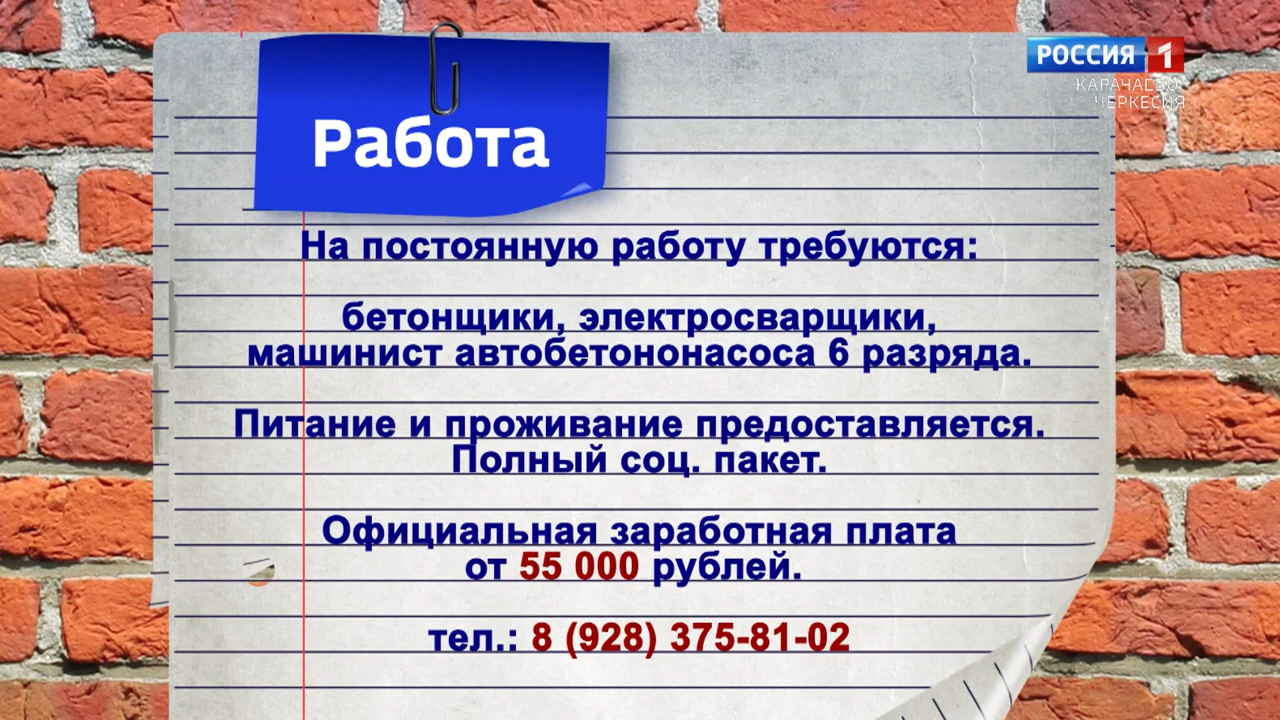 РОССИЯ 1
КАРАЧАЕВО
ЧЕРКЕСИЯ
Работа
На постоянную работу требуются:
бетонщики, электросварщики,
машинист автобетононасоса 6 разряда.
Питание и проживание предоставляется.
Полный соц. пакет.
Официальная заработная плата
от 55 000 рублей.
тел.: 8 (928) 375-81-02